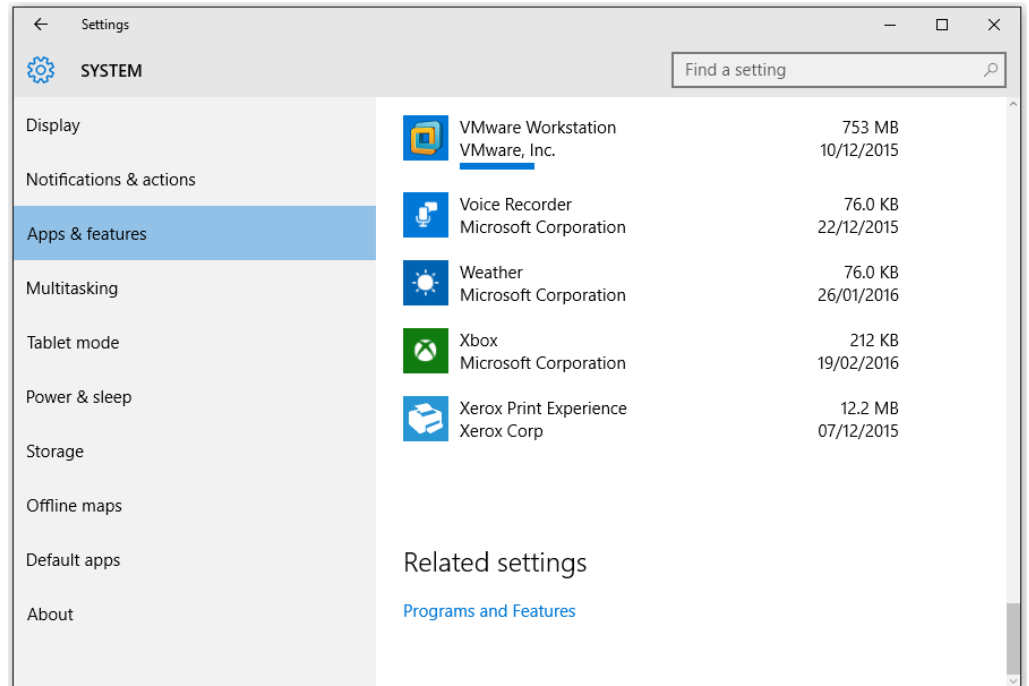 Settings
SYSTEM
Find a setting
Display
Notifications & actions
Apps & features
Multitasking
Tablet mode
Power & sleep
Storage
Offline maps
Default apps
About
VMware Workstation 753 MB
VMware, Inc. 10/12/2015
Voice Recorder 76.0 KB
Microsoft Corporation 22/12/2015
Weather 76.0 KB
Microsoft Corporation 26/01/2016
Xbox 212 KB
Microsoft Corporation 19/02/2016
Xerox Print Experience 12.2 MB
Xerox Corp 07/12/2015
Related settings
Programs and Features